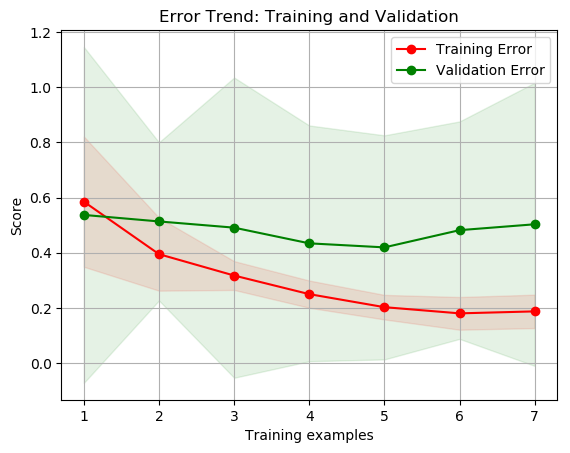 Error Trend: Training and Validation
Training Error
Validation Error
Score
1.2
1.0
0.8
0.6
0.4
0.2
0.0
1 2 3 4 5 6 7
Training examples